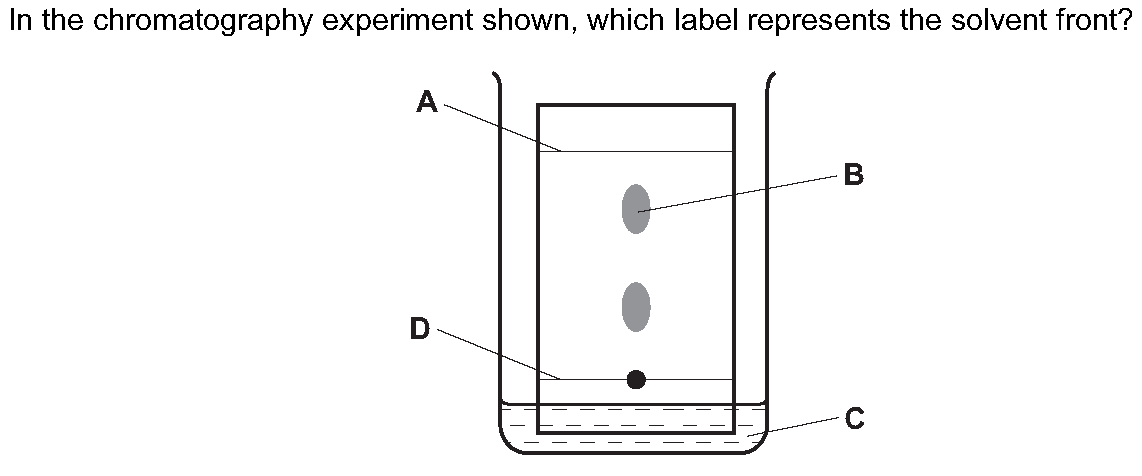 In the chromatography experiment shown, which label represents the solvent front?
A
B
D
C